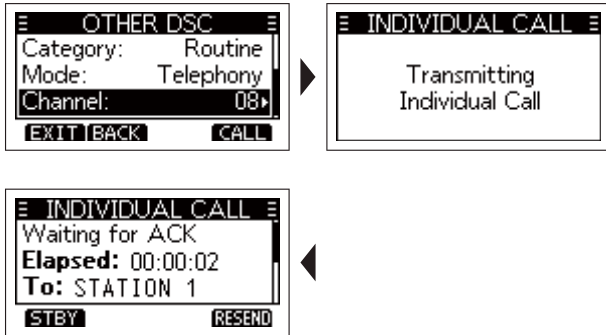 OTHER DSC
Category: Routine
Mode: Telephony
Channel: 08
EXIT BACK CALL
INDIVIDUAL CALL
Transmitting
Individual Call
INDIVIDUAL CALL
Waiting for ACK
Elapsed: 00:00:02
To: STATION 1
STBY RESEND